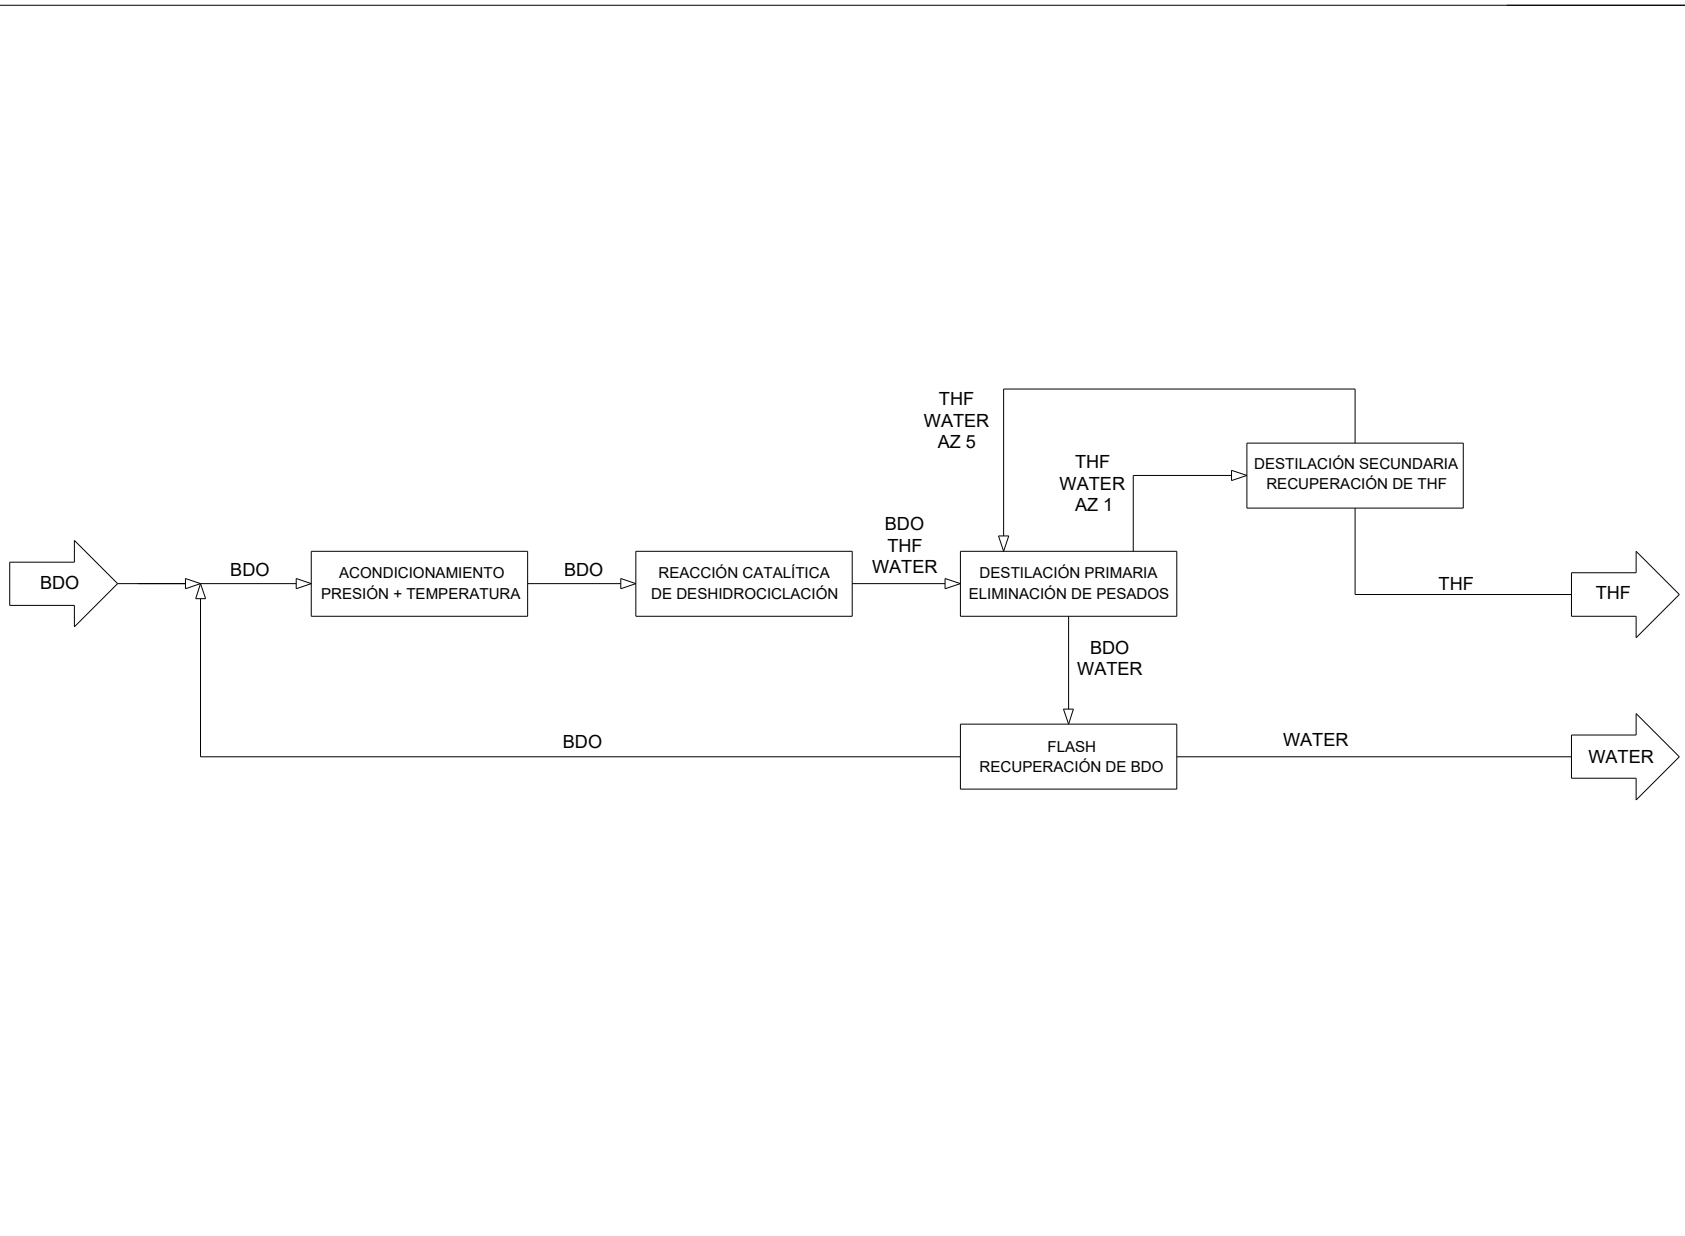 THF
WATER
AZ 5
THF
WATER
AZ 1
DESTILACIÓN SECUNDARIA
RECUPERACIÓN DE THF
BDO
BDO
ACONDICIONAMIENTO
PRESIÓN + TEMPERATURA
BDO
REACCIÓN CATALÍTICA
DE DESHIDROCICLACIÓN
BDO
THF
WATER
DESTILACIÓN PRIMARIA
ELIMINACIÓN DE PESADOS
THF
THF
BDO
WATER
BDO
FLASH
RECUPERACIÓN DE BDO
WATER
WATER